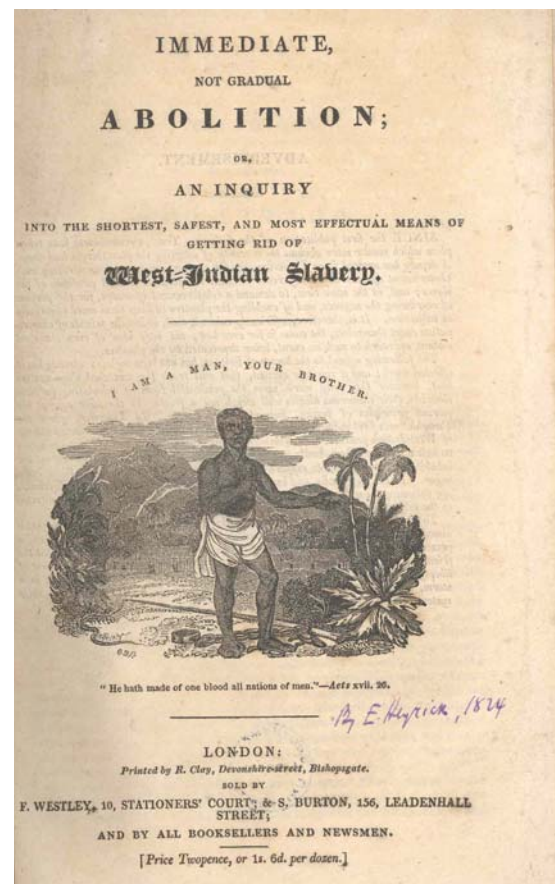 IMMEDIATE,
NOT GRADUAL
ABOLITION;
OR,
AN INQUIRY
INTO THE SHORTEST, SAFEST, AND MOST EFFECTUAL MEANS OF
GETTING RID OF
West-Indian Slavery.
I AM A MAN, YOUR BROTHER.
"He hath made of one blood all nations of men."—Acts xvii. 26.
By E. Heyrick, 1824
LONDON:
Printed by R. Clay, Devonshire-street, Bishopsgate.
SOLD BY
F. WESTLEY, 10, STATIONERS' COURT; & S. BURTON, 156, LEADENHALL
STREET;
AND BY ALL BOOKSELLERS AND NEWSMEN.
[Price Twopence, or 1s. 6d. per dozen.]